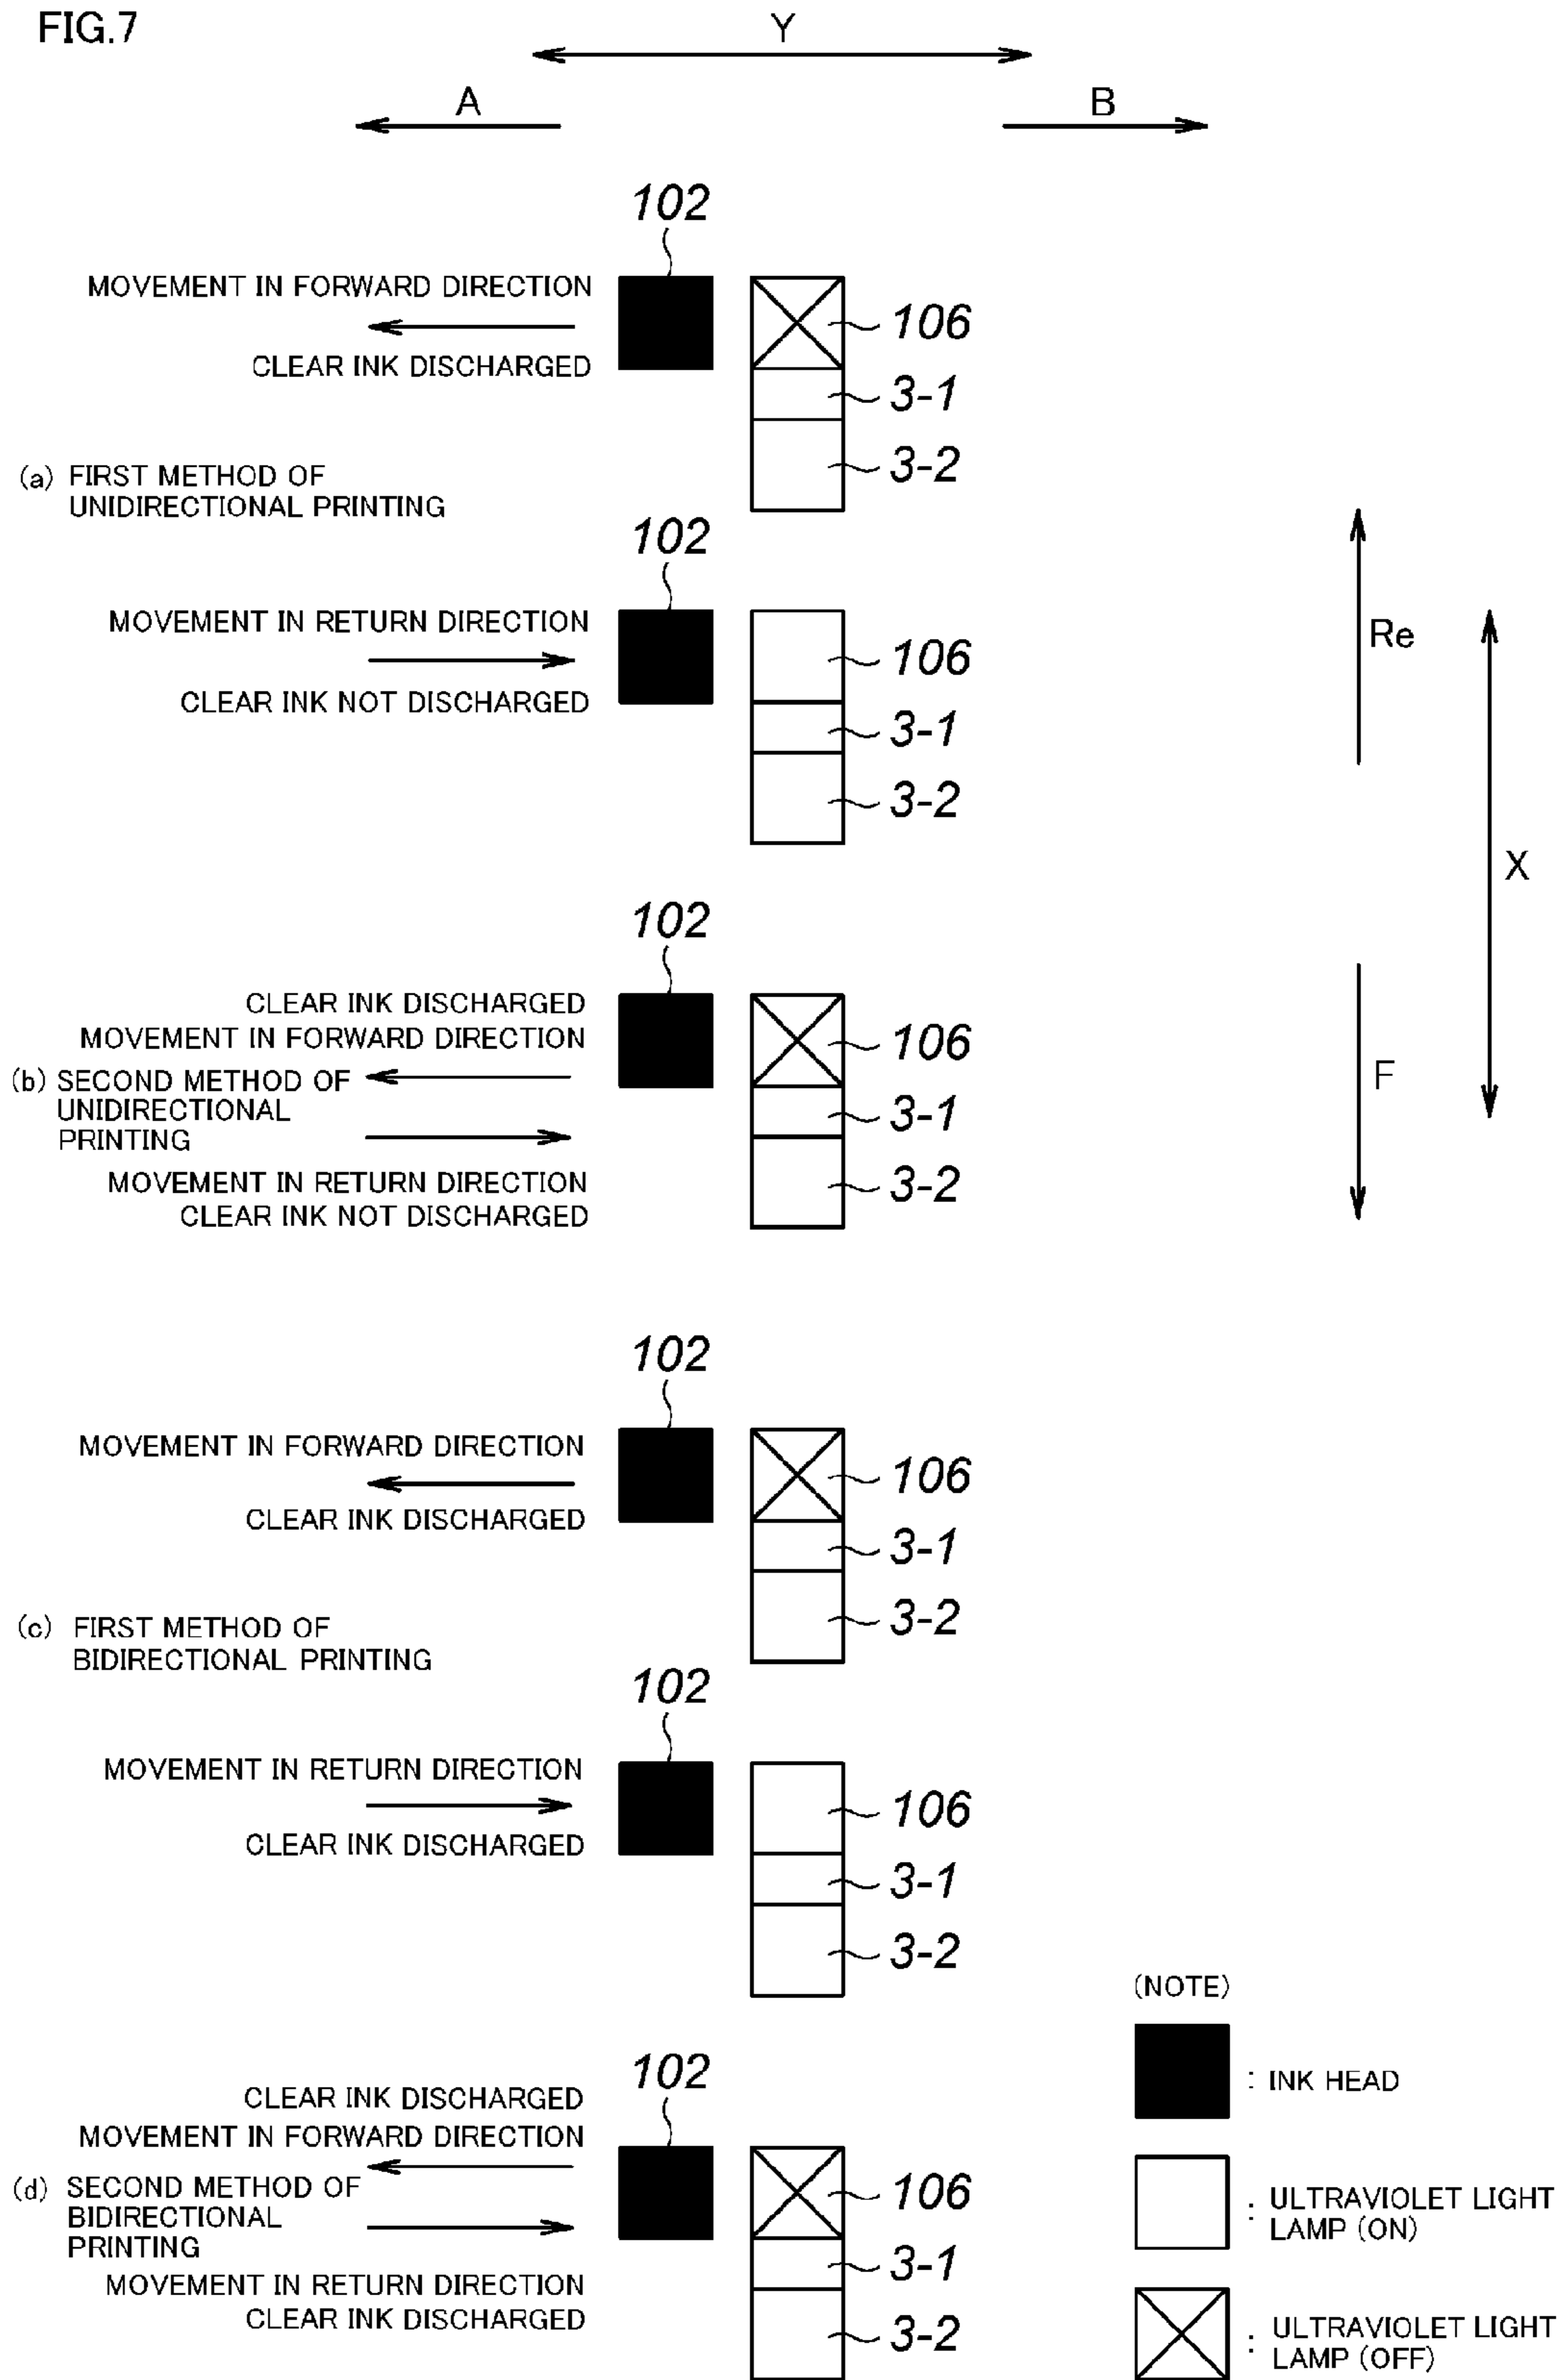 FIG.7
Y
A
B
102
MOVEMENT IN FORWARD DIRECTION
CLEAR INK DISCHARGED
106
3-1
3-2
(a) FIRST METHOD OF
UNIDIRECTIONAL PRINTING
102
MOVEMENT IN RETURN DIRECTION
CLEAR INK NOT DISCHARGED
106
3-1
3-2
Re
X
F
102
CLEAR INK DISCHARGED
MOVEMENT IN FORWARD DIRECTION
(b) SECOND METHOD OF
UNIDIRECTIONAL
PRINTING
MOVEMENT IN RETURN DIRECTION
CLEAR INK NOT DISCHARGED
106
3-1
3-2
102
MOVEMENT IN FORWARD DIRECTION
CLEAR INK DISCHARGED
106
3-1
3-2
(c) FIRST METHOD OF
BIDIRECTIONAL PRINTING
102
MOVEMENT IN RETURN DIRECTION
CLEAR INK DISCHARGED
106
3-1
3-2
102
CLEAR INK DISCHARGED
MOVEMENT IN FORWARD DIRECTION
(d) SECOND METHOD OF
BIDIRECTIONAL
PRINTING
MOVEMENT IN RETURN DIRECTION
CLEAR INK DISCHARGED
106
3-1
3-2
(NOTE)
: INK HEAD
: ULTRAVIOLET LIGHT
LAMP (ON)
: ULTRAVIOLET LIGHT
LAMP (OFF)